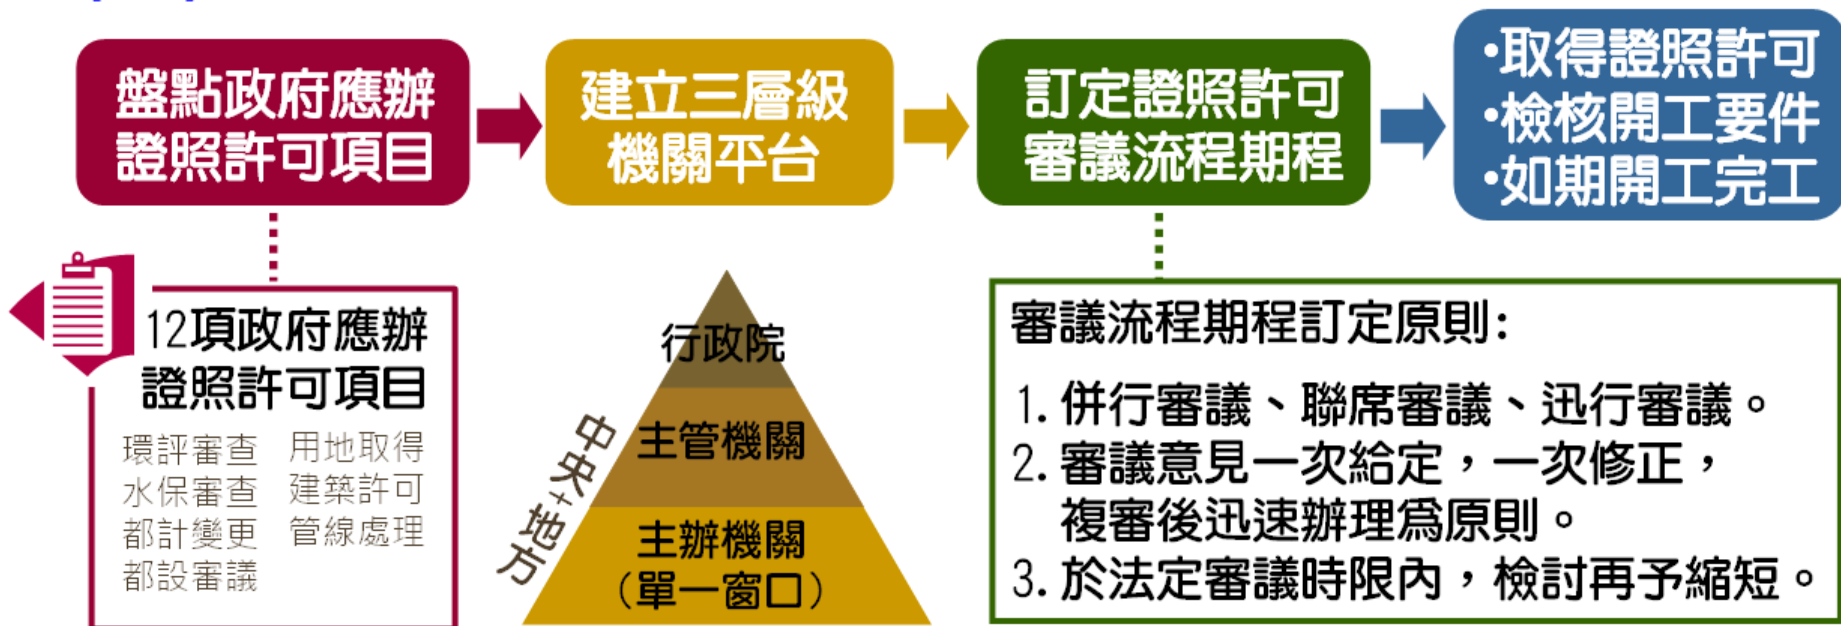 盤點政府應辦
證照許可項目
建立三層級
機關平台
訂定證照許可
審議流程期程
•取得證照許可
•檢核開工要件
•如期開工完工
12項政府應辦
證照許可項目
環評審查 用地取得
水保審查 建築許可
都計變更 管線處理
都設審議
行政院
主管機關
主辦機關
(單一窗口)
中央+地方
審議流程期程訂定原則:
1. 併行審議、聯席審議、迅行審議。
2. 審議意見一次給定，一次修正，
複審後迅速辦理為原則。
3. 於法定審議時限內，檢討再予縮短。